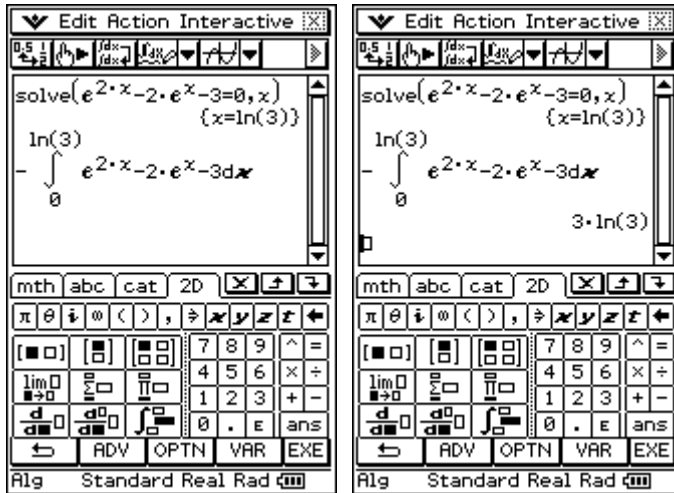 Edit Action Interactive
solve(e^{2·x}-2·e^x-3=0,x)
{x=ln(3)}
ln(3)
-∫ e^{2·x}-2·e^x-3dx
0
mth abc cat 2D
π θ i ∞ ( ) , ⇒ x y z t ←
[■□] [■] [■□] 7 8 9 ^ =
lim Σ Π 4 5 6 × ÷
1 2 3 + −
d/d■□ d□/d■□ ∫ 0 . E ans
ADV OPTN VAR EXE
Alg Standard Real Rad
Edit Action Interactive
solve(e^{2·x}-2·e^x-3=0,x)
{x=ln(3)}
ln(3)
-∫ e^{2·x}-2·e^x-3dx
0
3·ln(3)
mth abc cat 2D
π θ i ∞ ( ) , ⇒ x y z t ←
[■□] [■] [■□] 7 8 9 ^ =
lim Σ Π 4 5 6 × ÷
1 2 3 + −
d/d■□ d□/d■□ ∫ 0 . E ans
ADV OPTN VAR EXE
Alg Standard Real Rad